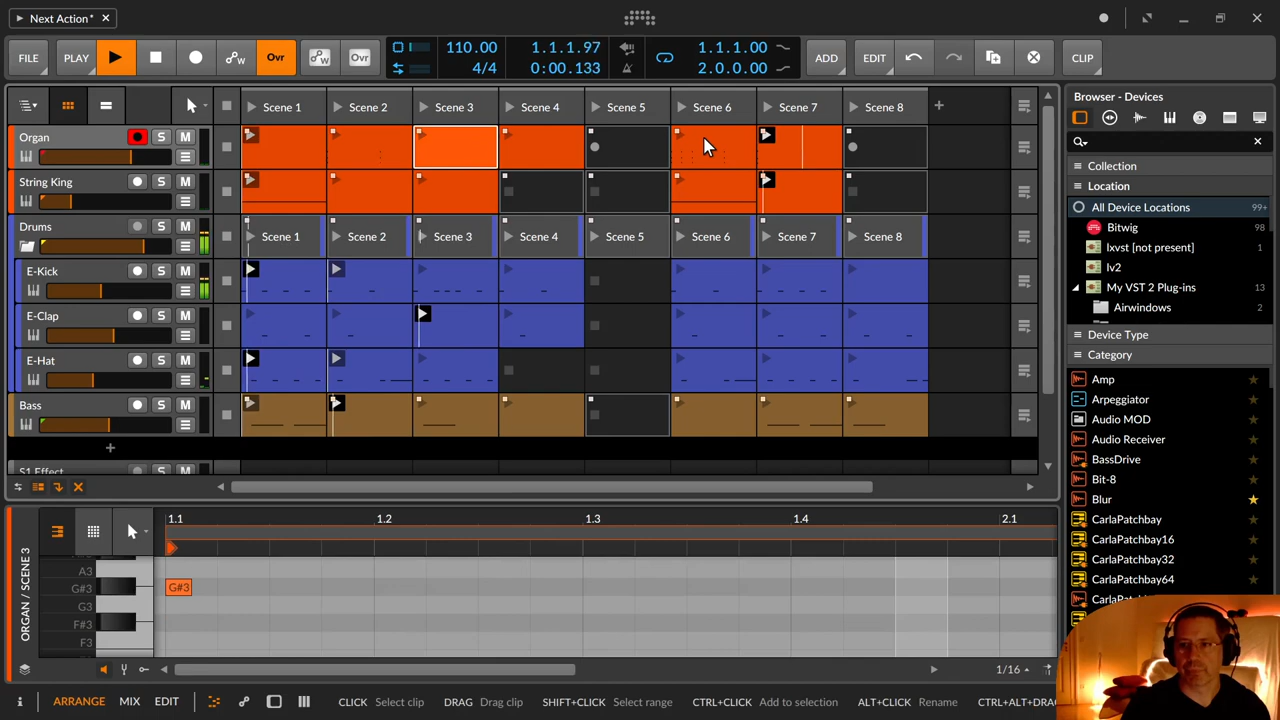 Next Action*
FILE PLAY Ovr Ovr 110.00 1.1.1.97 1.1.1.00 ADD EDIT CLIP
4/4 0:00.133 2.0.0.00
Scene 1 Scene 2 Scene 3 Scene 4 Scene 5 Scene 6 Scene 7 Scene 8
Organ S M
String King S M
Drums S M
Scene 1 Scene 2 Scene 3 Scene 4 Scene 5 Scene 6 Scene 7 Scene 8
E-Kick S M
E-Clap S M
E-Hat S M
Bass S M
S1 Effect S M
Browser - Devices
Collection
Location
All Device Locations 99+
Bitwig 98
lxvst [not present] 1
lv2
My VST 2 Plug-ins 13
Airwindows 2
Device Type
Category
Amp
Arpeggiator
Audio MOD
Audio Receiver
BassDrive
Bit-8
Blur
CarlaPatchbay
CarlaPatchbay16
CarlaPatchbay32
CarlaPatchbay64
ORGAN / SCENE 3
1.1 1.2 1.3 1.4 2.1
A3
G#3 G#3
G3
F#3
F3
1/16
i ARRANGE MIX EDIT CLICK Select clip DRAG Drag clip SHIFT+CLICK Select range CTRL+CLICK Add to selection ALT+CLICK Rename CTRL+ALT+